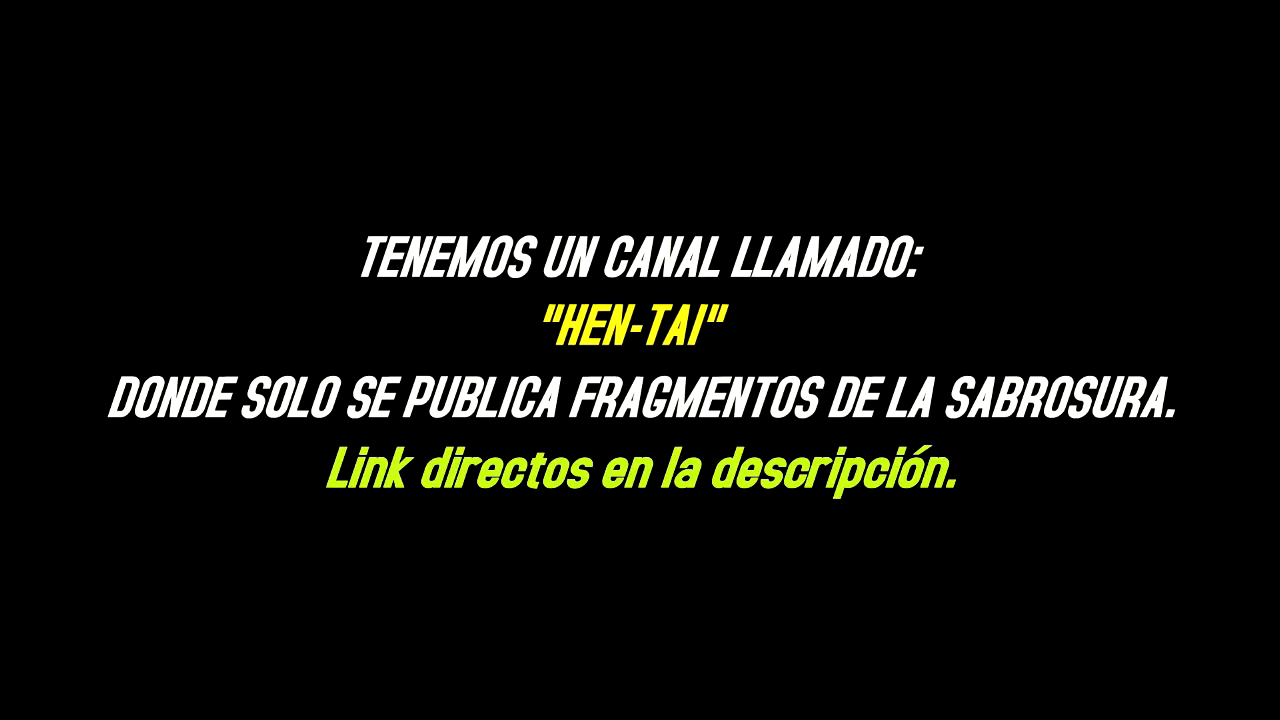 TENEMOS UN CANAL LLAMADO:
"HEN-TAI"
DONDE SOLO SE PUBLICA FRAGMENTOS DE LA SABROSURA.
Link directos en la descripción.